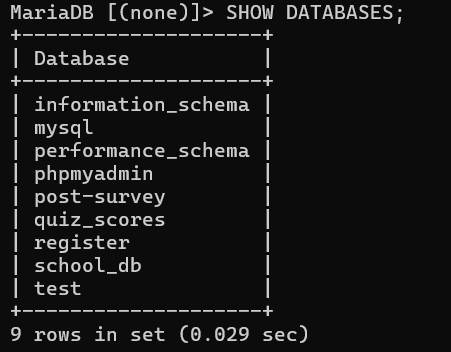 MariaDB [(none)]> SHOW DATABASES;
+--------------------+
| Database           |
+--------------------+
| information_schema |
| mysql              |
| performance_schema |
| phpmyadmin         |
| post-survey        |
| quiz_scores        |
| register           |
| school_db          |
| test               |
+--------------------+
9 rows in set (0.029 sec)